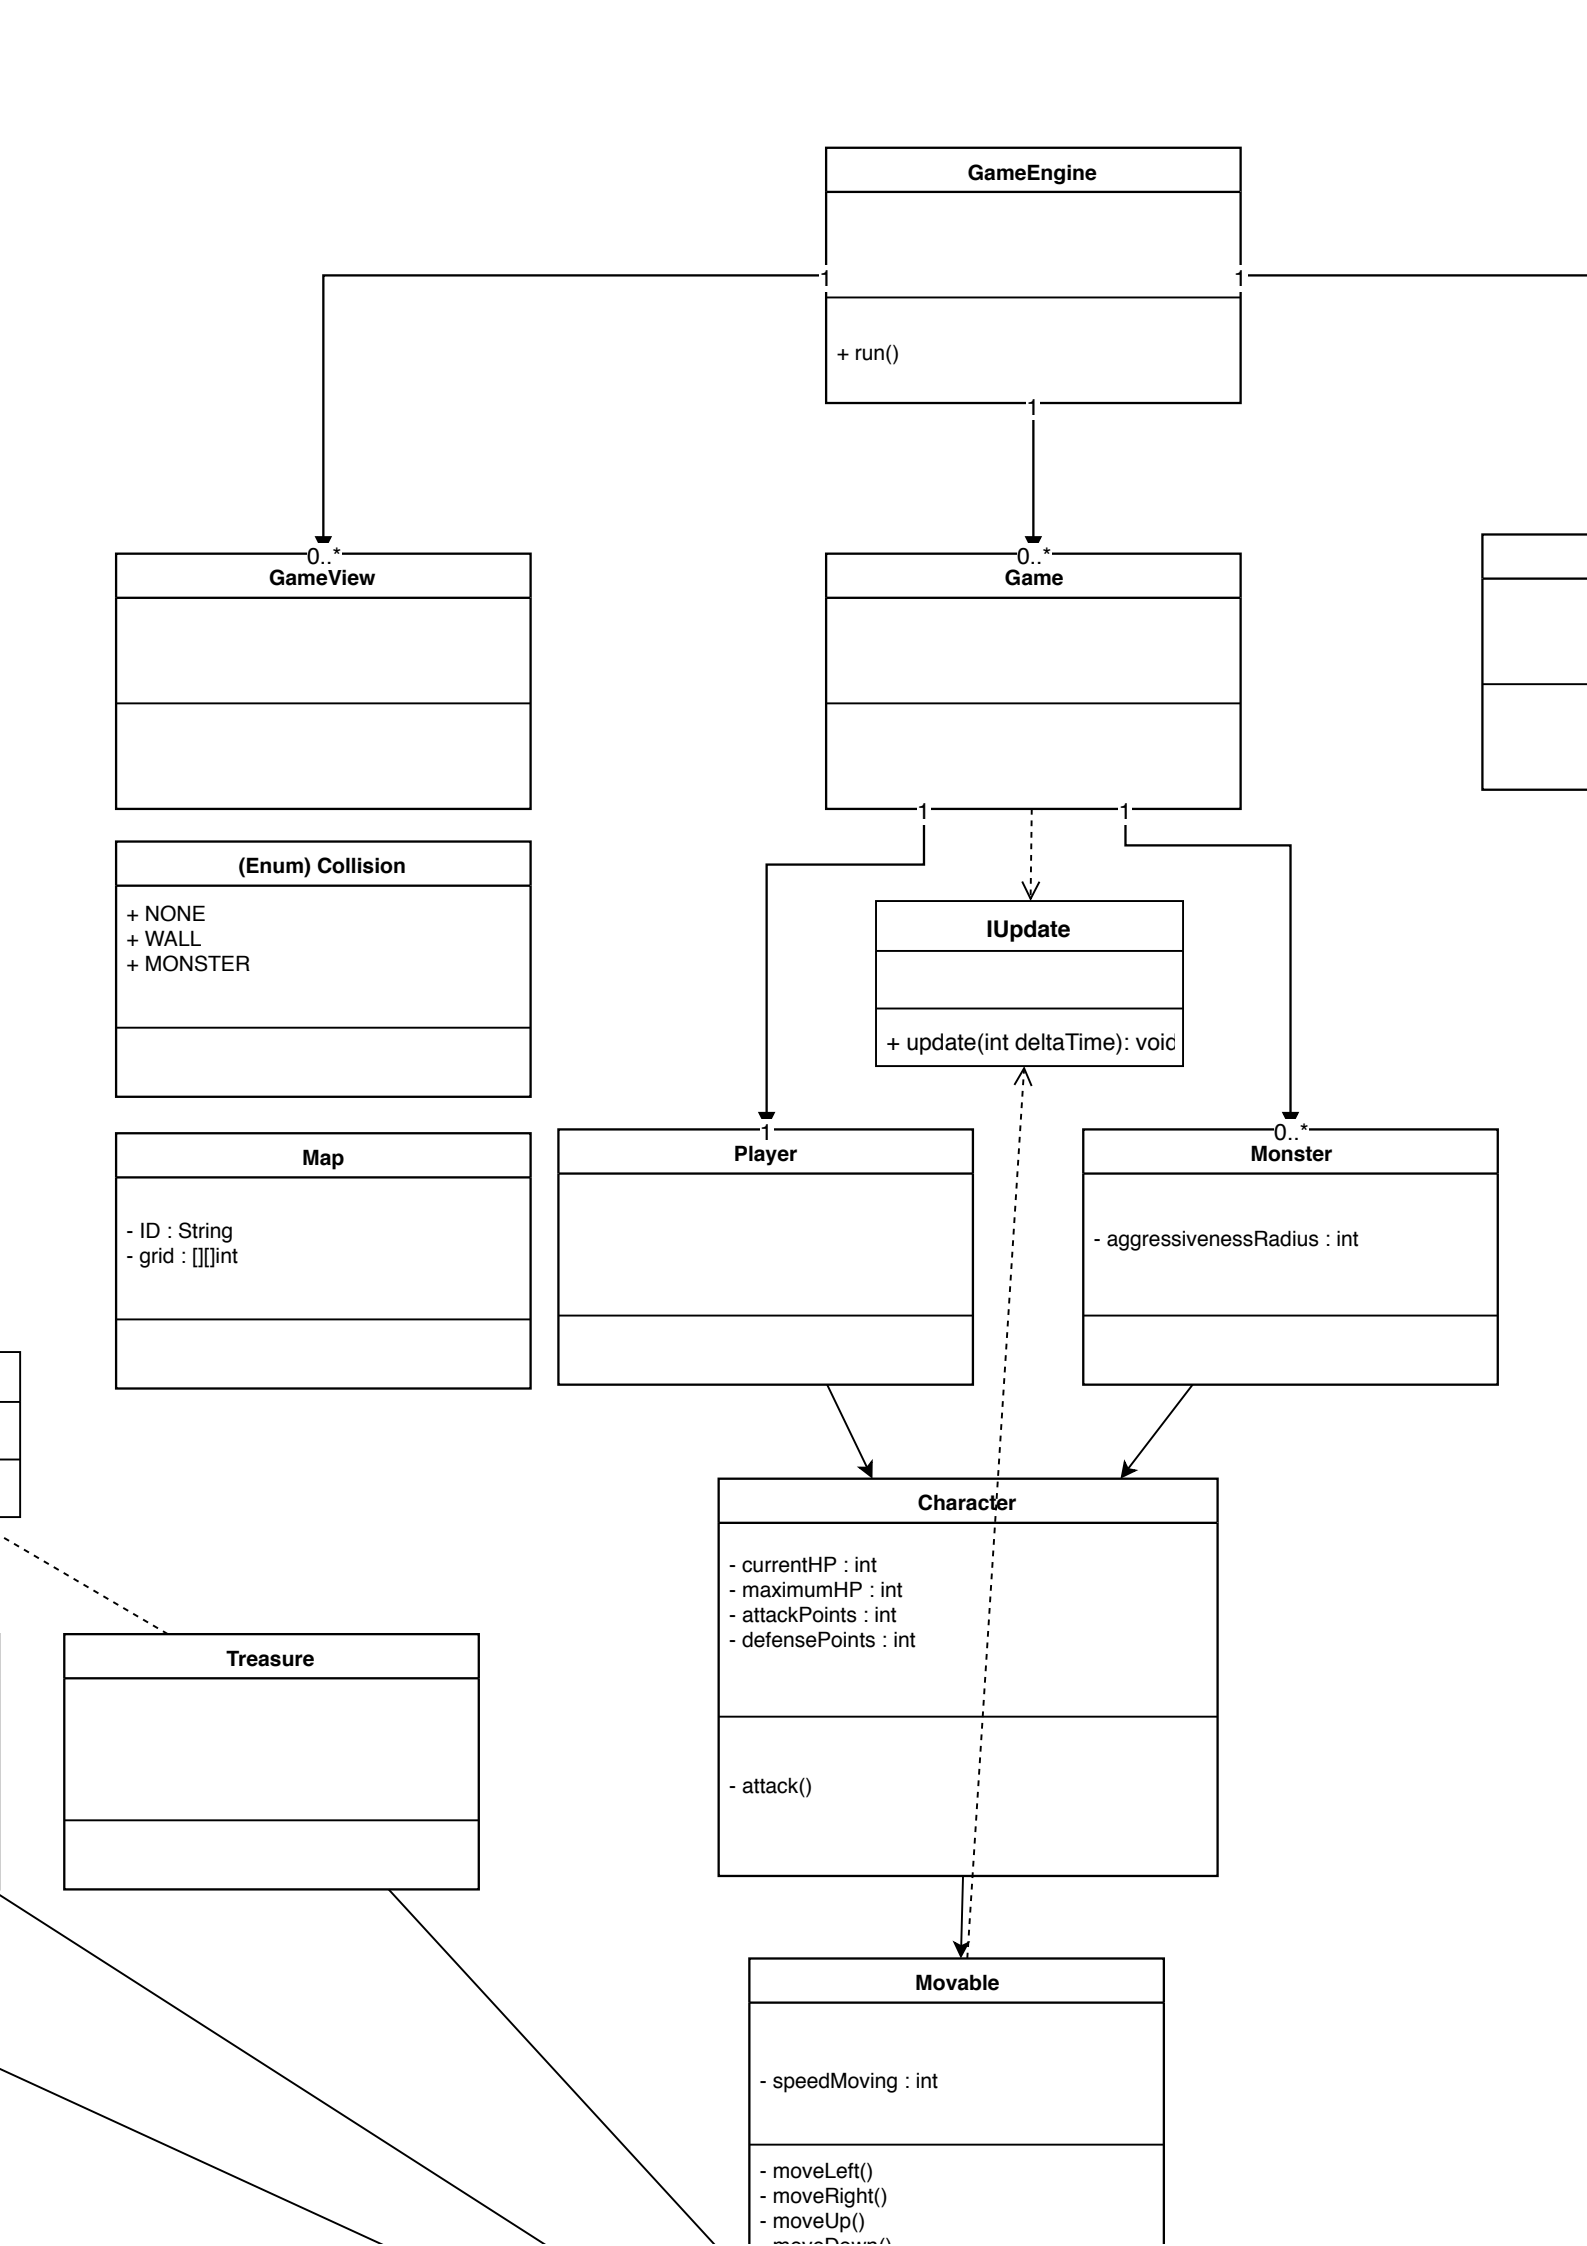 GameEngine
1
1
+ run()
1
0..*
GameView
0..*
Game
1
1
(Enum) Collision
+ NONE
+ WALL
+ MONSTER
IUpdate
+ update(int deltaTime): void
Map
- ID : String
- grid : [][]int
1
Player
0..*
Monster
- aggressivenessRadius : int
Character
- currentHP : int
- maximumHP : int
- attackPoints : int
- defensePoints : int
- attack()
Treasure
Movable
- speedMoving : int
- moveLeft()
- moveRight()
- moveUp()
- moveDown()